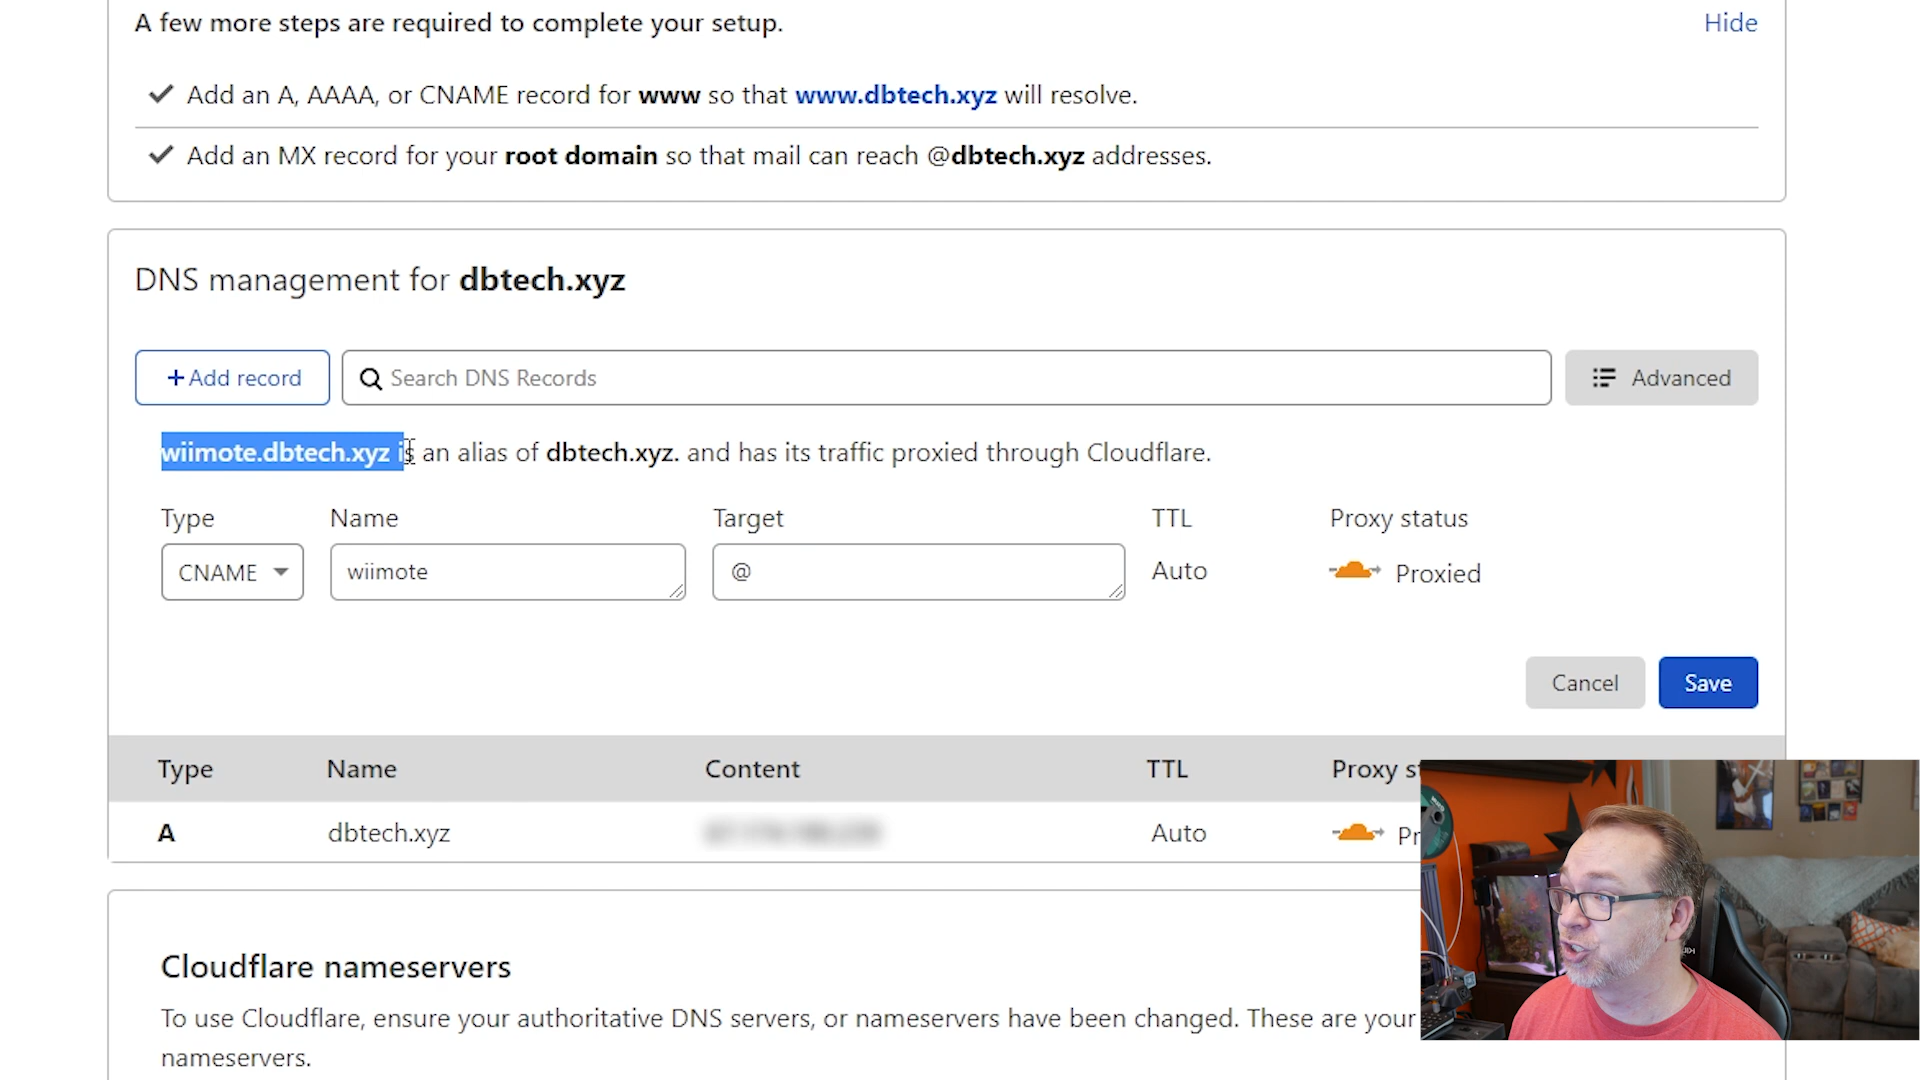 A few more steps are required to complete your setup.
Hide
Add an A, AAAA, or CNAME record for www so that www.dbtech.xyz will resolve.
Add an MX record for your root domain so that mail can reach @dbtech.xyz addresses.
DNS management for dbtech.xyz
+ Add record
Search DNS Records
Advanced
wiimote.dbtech.xyz is an alias of dbtech.xyz. and has its traffic proxied through Cloudflare.
Type Name Target TTL Proxy status
CNAME wiimote @ Auto Proxied
Cancel Save
Type Name Content TTL Proxy
A dbtech.xyz Auto
Cloudflare nameservers
To use Cloudflare, ensure your authoritative DNS servers, or nameservers have been changed. These are your
nameservers.